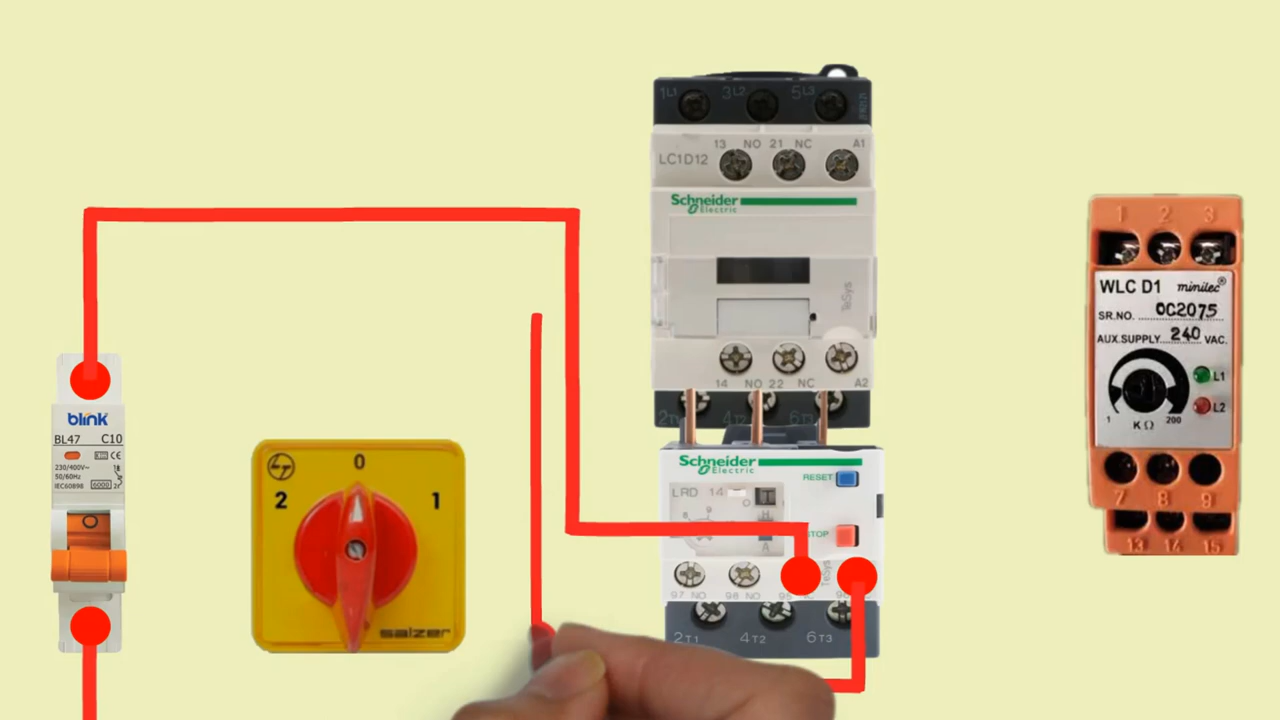 1L1 3L2 5L3
13 NO 21 NC A1
LC1D12
Schneider
Electric
TeSys
14 NO 22 NC A2
2T1 4T2 6T3
Schneider
Electric
RESET
LRD 14
H
A
STOP
TeSys
97 NO 98 NO 95
2T1 4T2 6T3
blink
BL47 C10
230/400V~
50/60Hz
IEC60898
6000
0
2 1
salzer
1 2 3
WLC D1 minilec®
SR.NO. 0C2075
AUX.SUPPLY 240 VAC.
L1
L2
1 KΩ 200
7 8 9
13 14 15